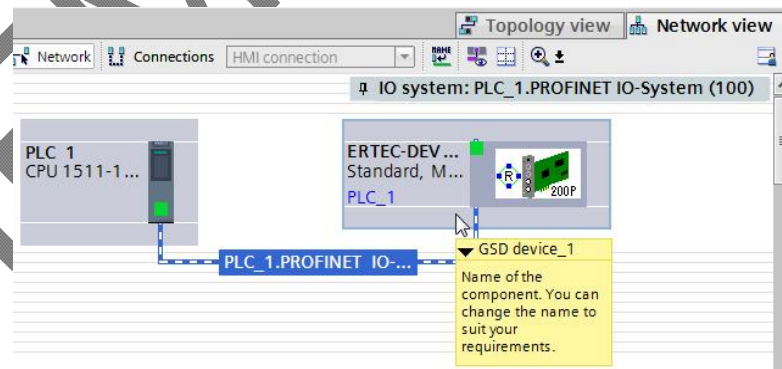 Topology view
Network view
Network
Connections
HMI connection
NAME
IO system: PLC_1.PROFINET IO-System (100)
PLC 1
CPU 1511-1...
ERTEC-DEV...
Standard, M...
PLC_1
R
200P
PLC_1.PROFINET IO-...
GSD device_1
Name of the
component. You can
change the name to
suit your
requirements.